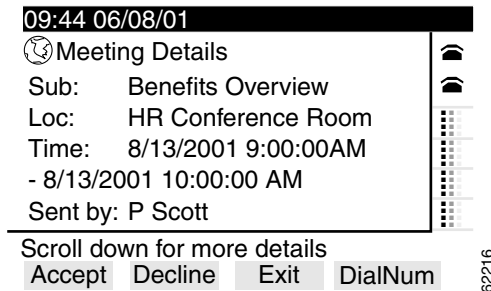 09:44 06/08/01
Meeting Details
Sub: Benefits Overview
Loc: HR Conference Room
Time: 8/13/2001 9:00:00AM
- 8/13/2001 10:00:00 AM
Sent by: P Scott
Scroll down for more details
Accept Decline Exit DialNum
62216